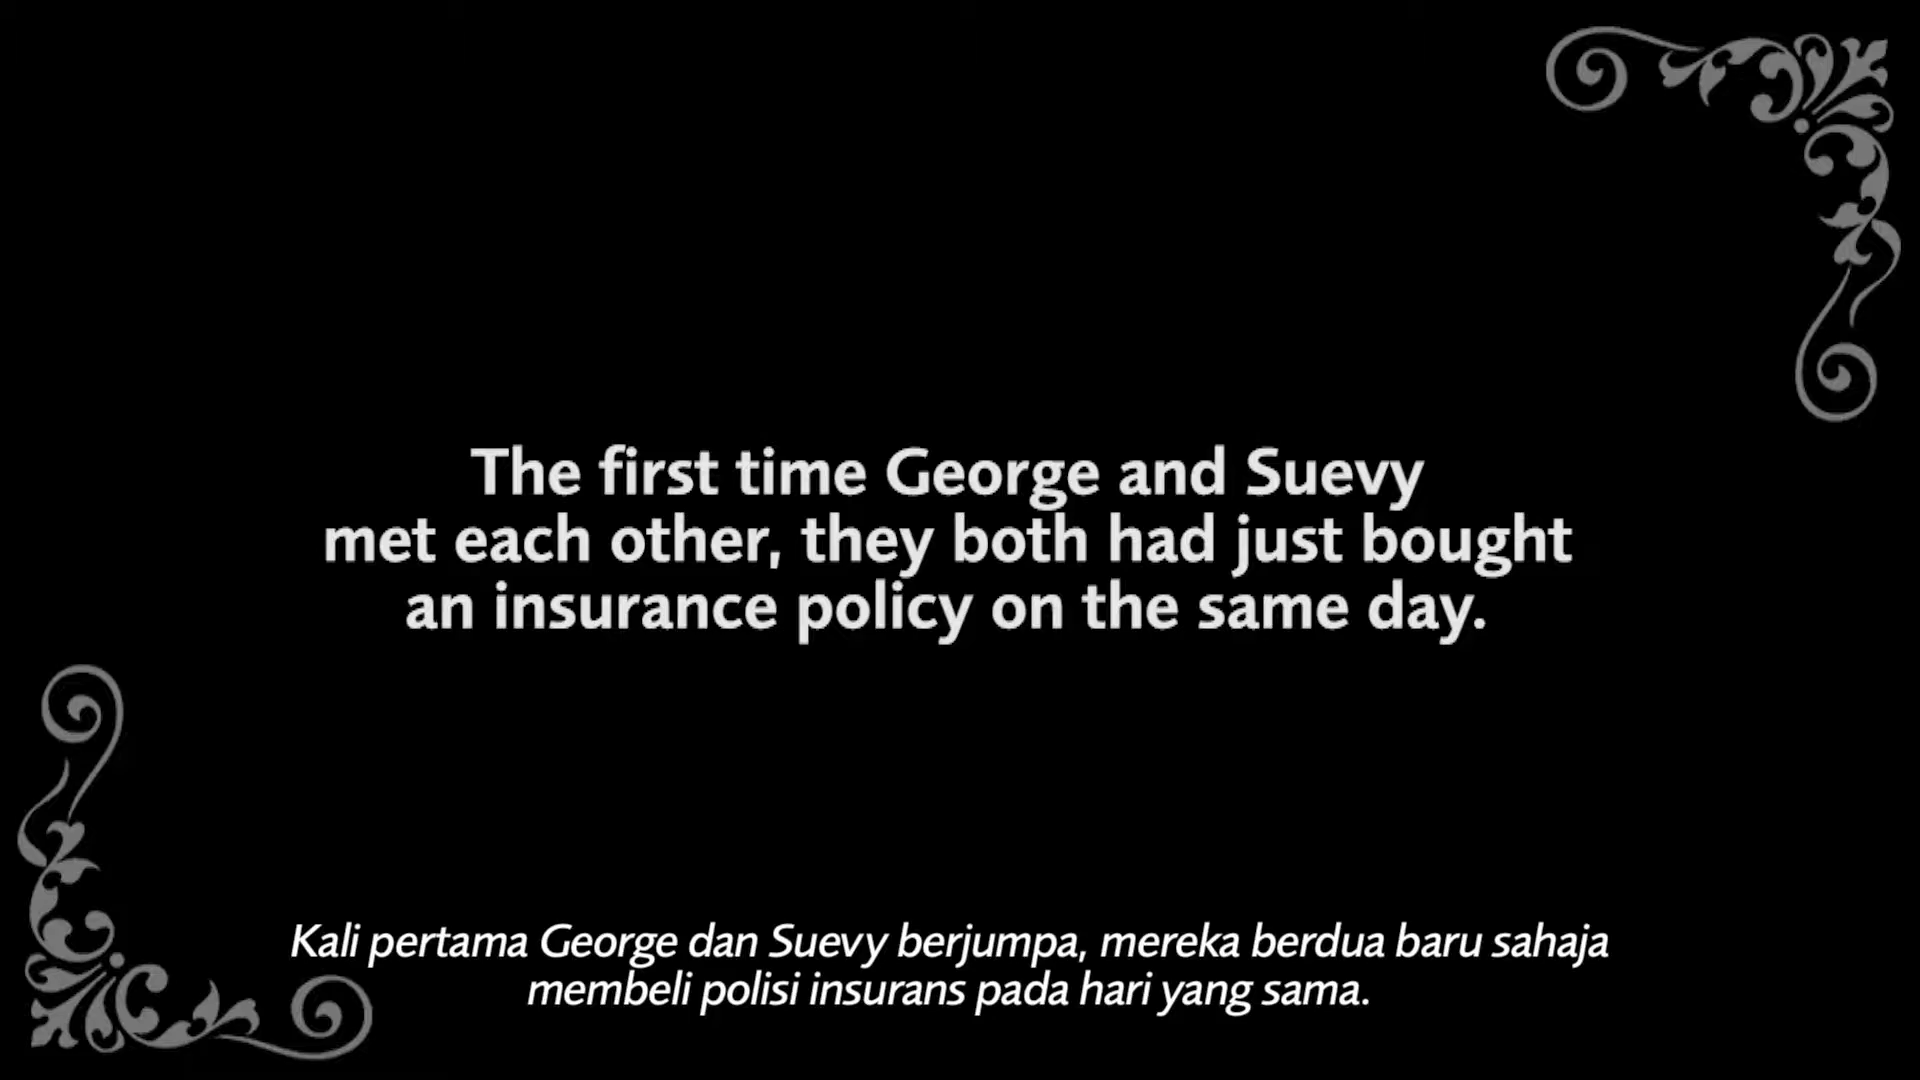 The first time George and Suevy
met each other, they both had just bought
an insurance policy on the same day.
Kali pertama George dan Suevy berjumpa, mereka berdua baru sahaja
membeli polisi insurans pada hari yang sama.